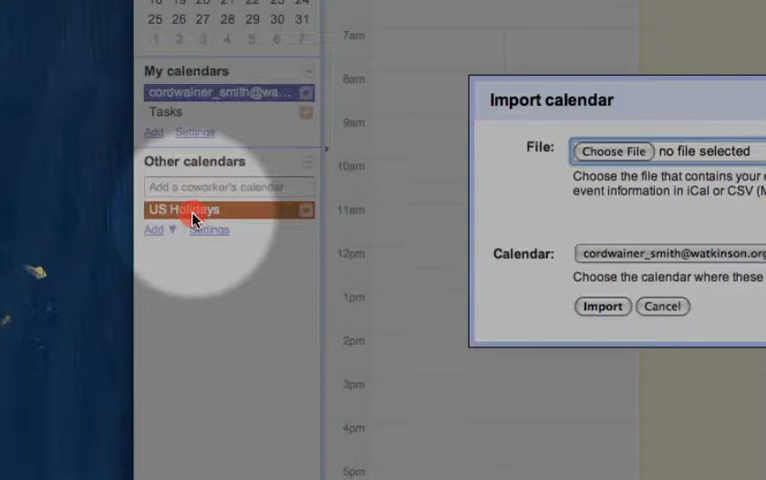 25 26 27 28 29 30 31
1 2 3 4 5 6 7
My calendars
cordwainer_smith@wa...
Tasks
Add Settings
Other calendars
Add a coworker's calendar
US Holidays
Add ▼ Settings
7am
8am
9am
10am
11am
12pm
1pm
2pm
3pm
4pm
5pm
Import calendar
File: Choose File no file selected
Choose the file that contains your
event information in iCal or CSV (M
Calendar: cordwainer_smith@watkinson.org
Choose the calendar where these
Import Cancel